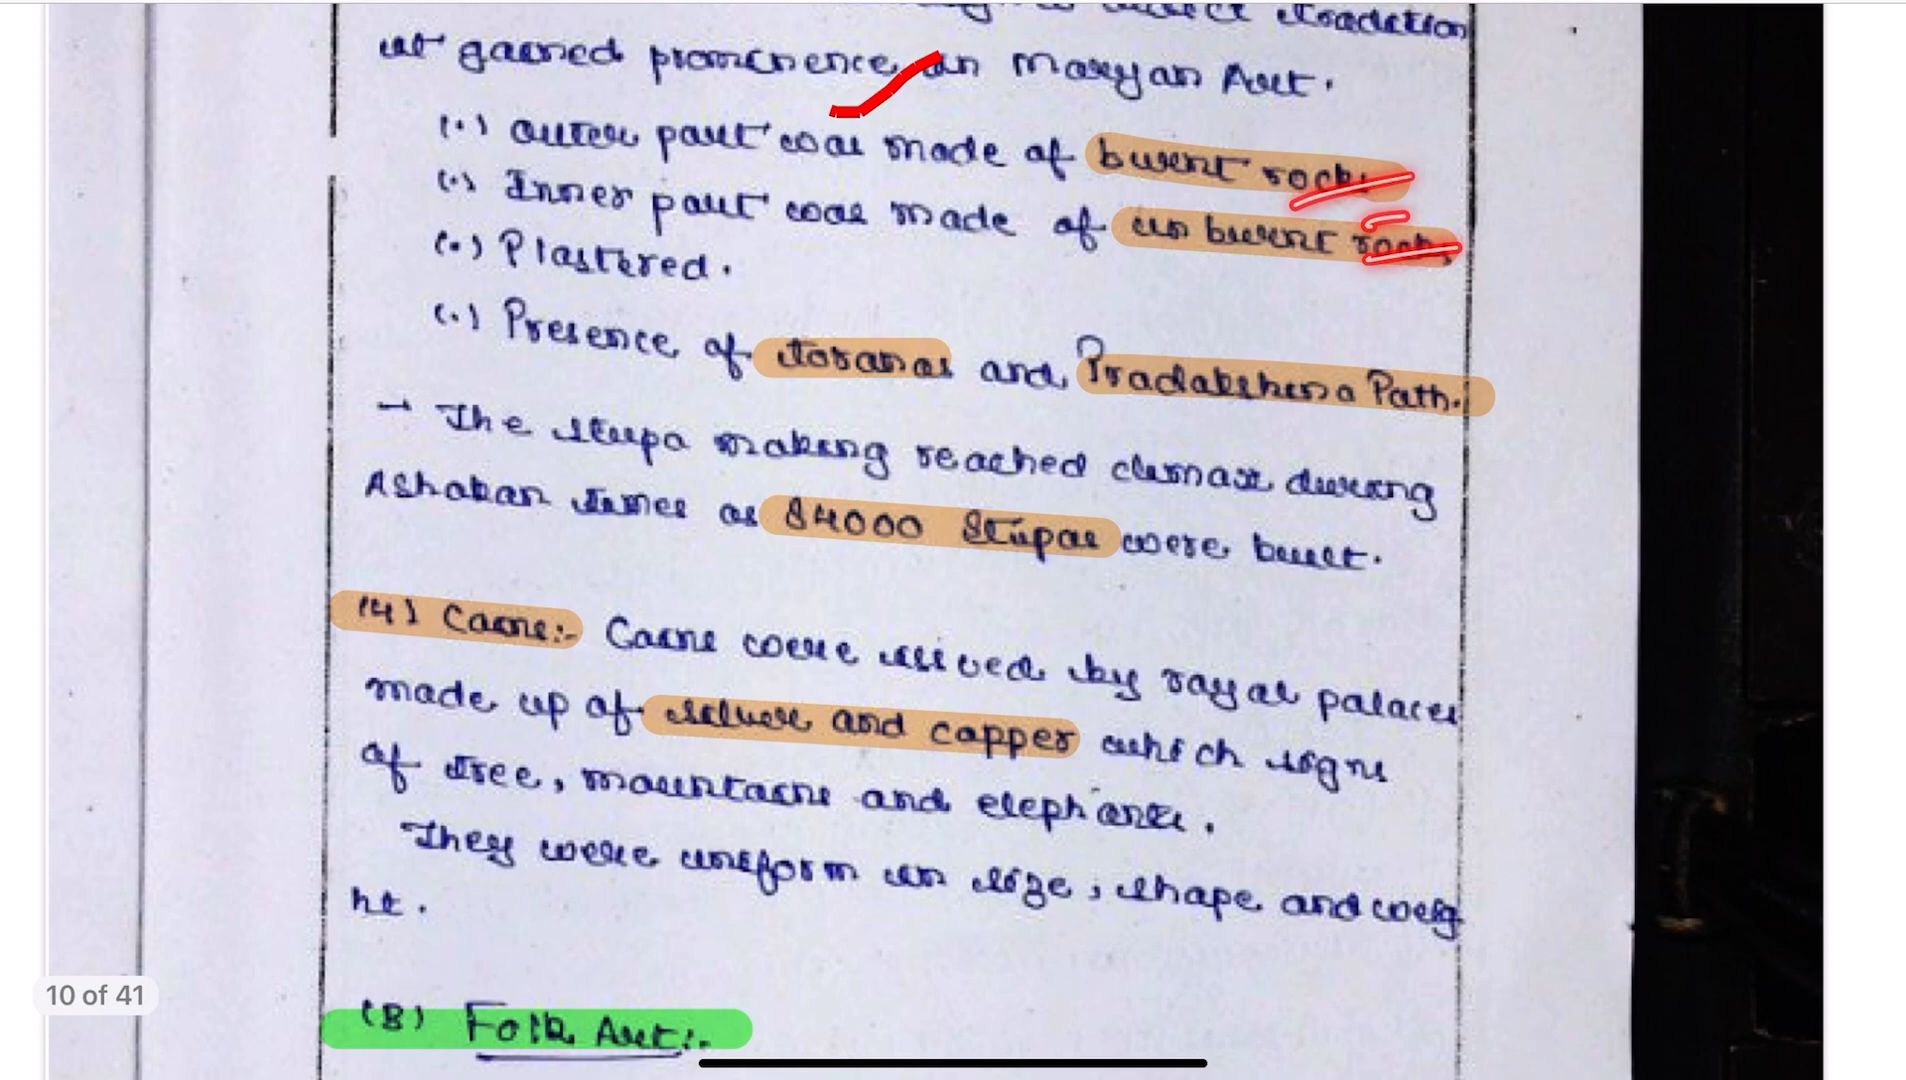 tradition
it gained prominence in Mauryan Art.
(.) Outer part was made of burnt rock.
(.) Inner part was made of un burnt rock,
(.) Plastered.
(.) Presence of toranas and Pradakshina Path.
→ The stupa making reached climax during
Ashokan times as 84000 Stupas were built.
(4) Coins:- Coins were issued by royal palaces
made up of silver and copper which signs
of tree, mountains and elephants.
They were uniform in size, shape and weig
ht.
10 of 41
(B) Folk Art:-